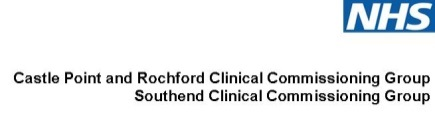 NHS
Castle Point and Rochford Clinical Commissioning Group
Southend Clinical Commissioning Group